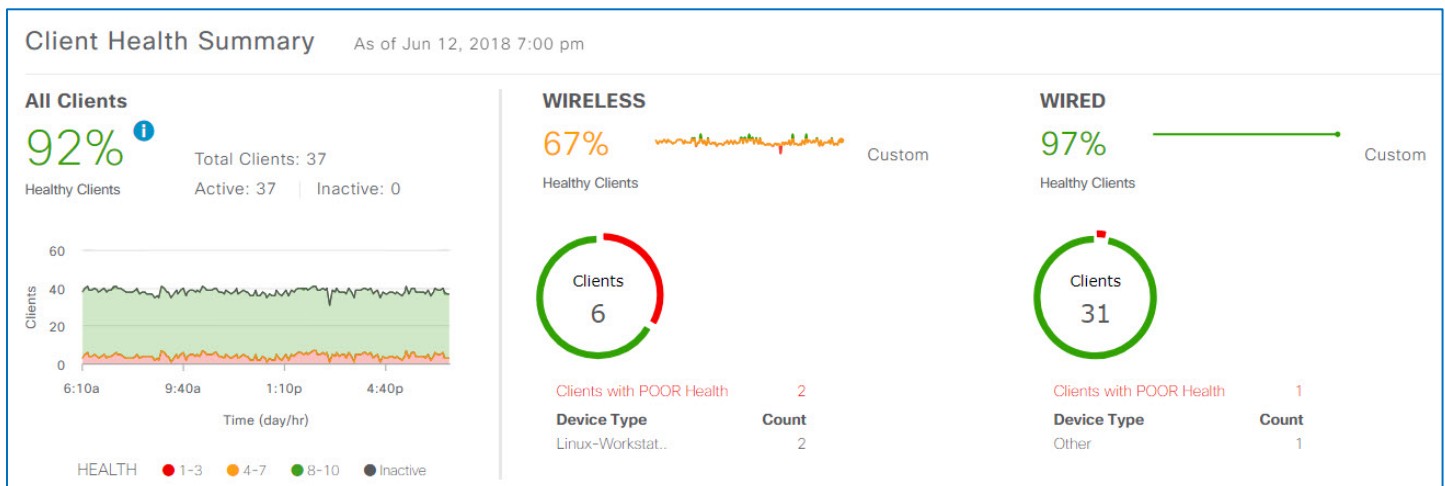 Client Health Summary As of Jun 12, 2018 7:00 pm
All Clients
92% i
Healthy Clients
Total Clients: 37
Active: 37 | Inactive: 0
60
40
20
0
Clients
6:10a 9:40a 1:10p 4:40p
Time (day/hr)
HEALTH 1-3 4-7 8-10 Inactive
WIRELESS
67% Custom
Healthy Clients
Clients
6
Clients with POOR Health 2
Device Type Count
Linux-Workstat.. 2
WIRED
97% Custom
Healthy Clients
Clients
31
Clients with POOR Health 1
Device Type Count
Other 1